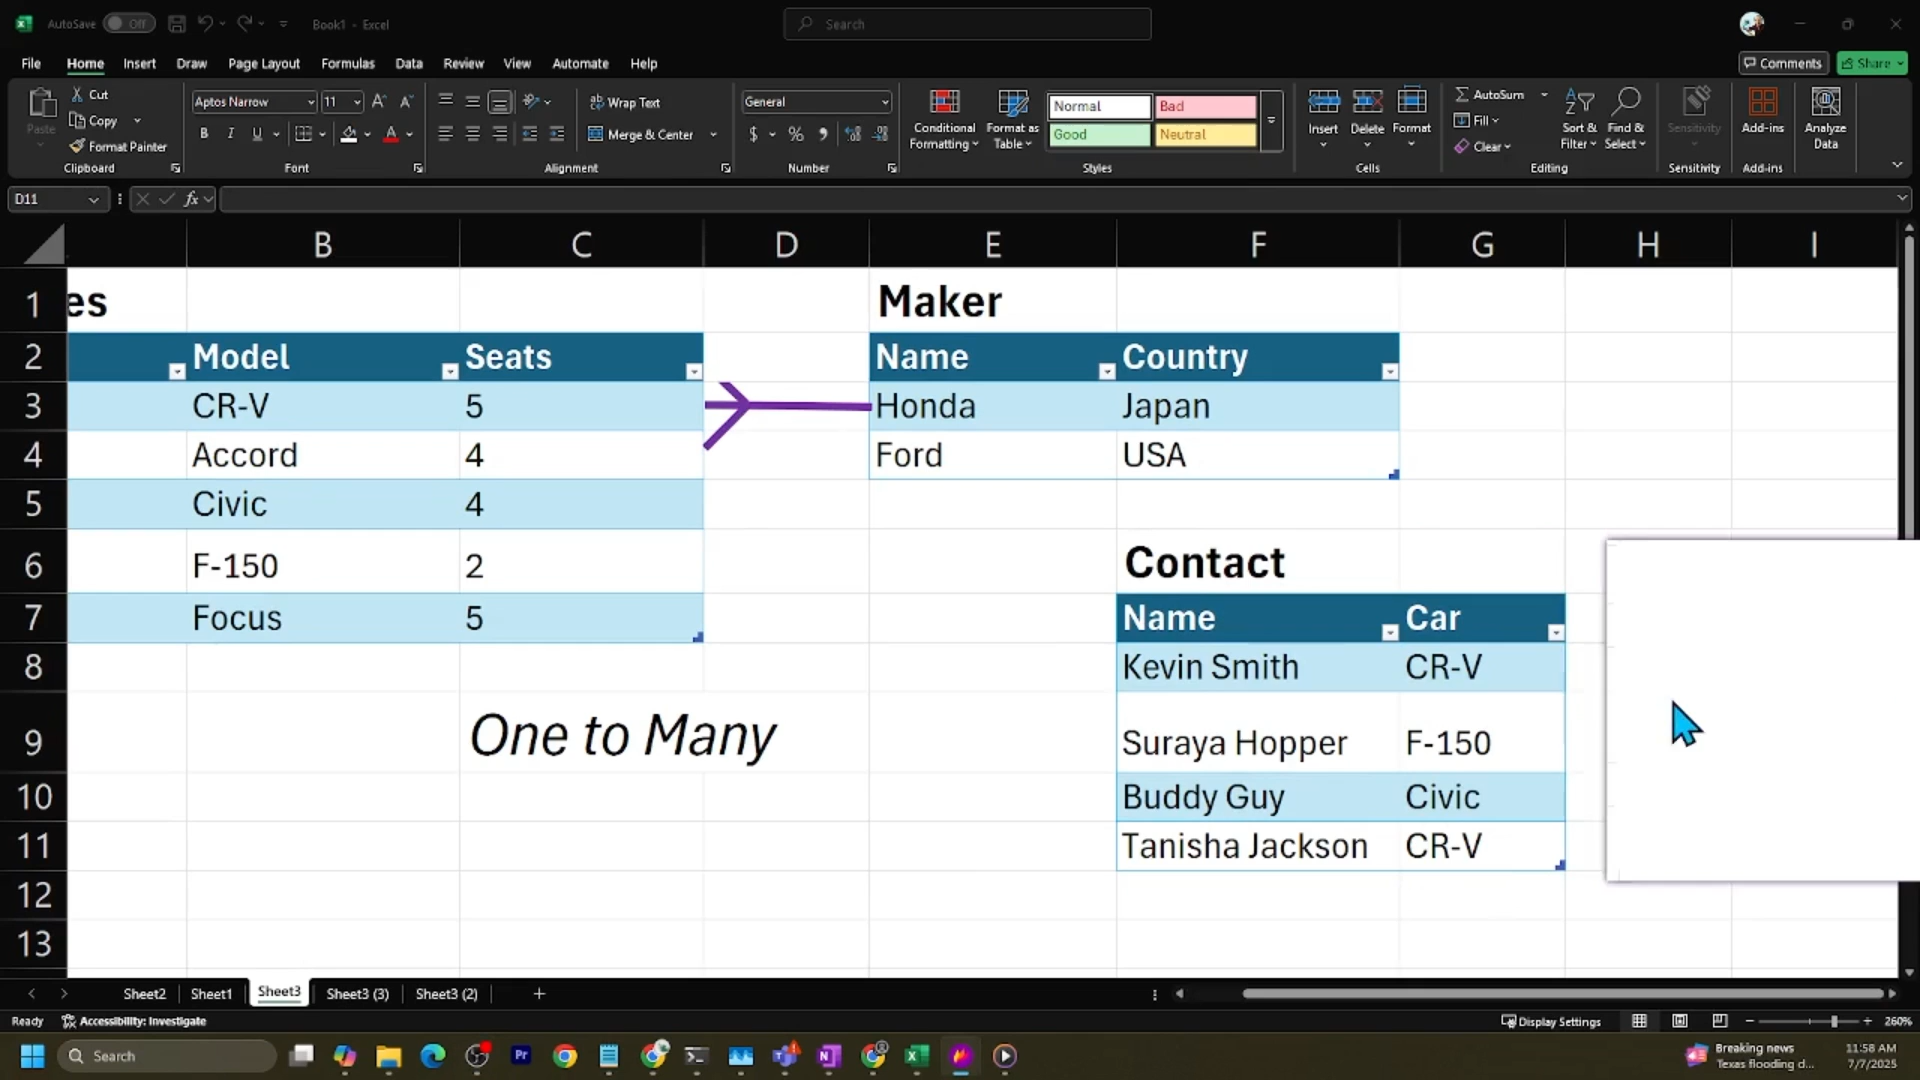 AutoSave Off Book1 - Excel Search
File Home Insert Draw Page Layout Formulas Data Review View Automate Help Comments Share
Paste Cut Copy Format Painter Clipboard
Aptos Narrow 11 B I U A Font
Wrap Text Merge & Center Alignment
General $ % Number
Conditional Formatting Format as Table Normal Bad Good Neutral Styles
Insert Delete Format Cells
AutoSum Fill Clear Sort & Filter Find & Select Editing
Sensitivity Sensitivity
Add-ins Add-ins
Analyze Data
D11 fx
B C D E F G H I
1 es Maker
2 Model Seats Name Country
3 CR-V 5 Honda Japan
4 Accord 4 Ford USA
5 Civic 4
6 F-150 2 Contact
7 Focus 5 Name Car
8 Kevin Smith CR-V
9 One to Many Suraya Hopper F-150
10 Buddy Guy Civic
11 Tanisha Jackson CR-V
12
13
Sheet2 Sheet1 Sheet3 Sheet3 (3) Sheet3 (2)
Ready Accessibility: Investigate Display Settings 260%
Search Pr Breaking news 11:58 AM
Texas flooding d... 7/7/2025